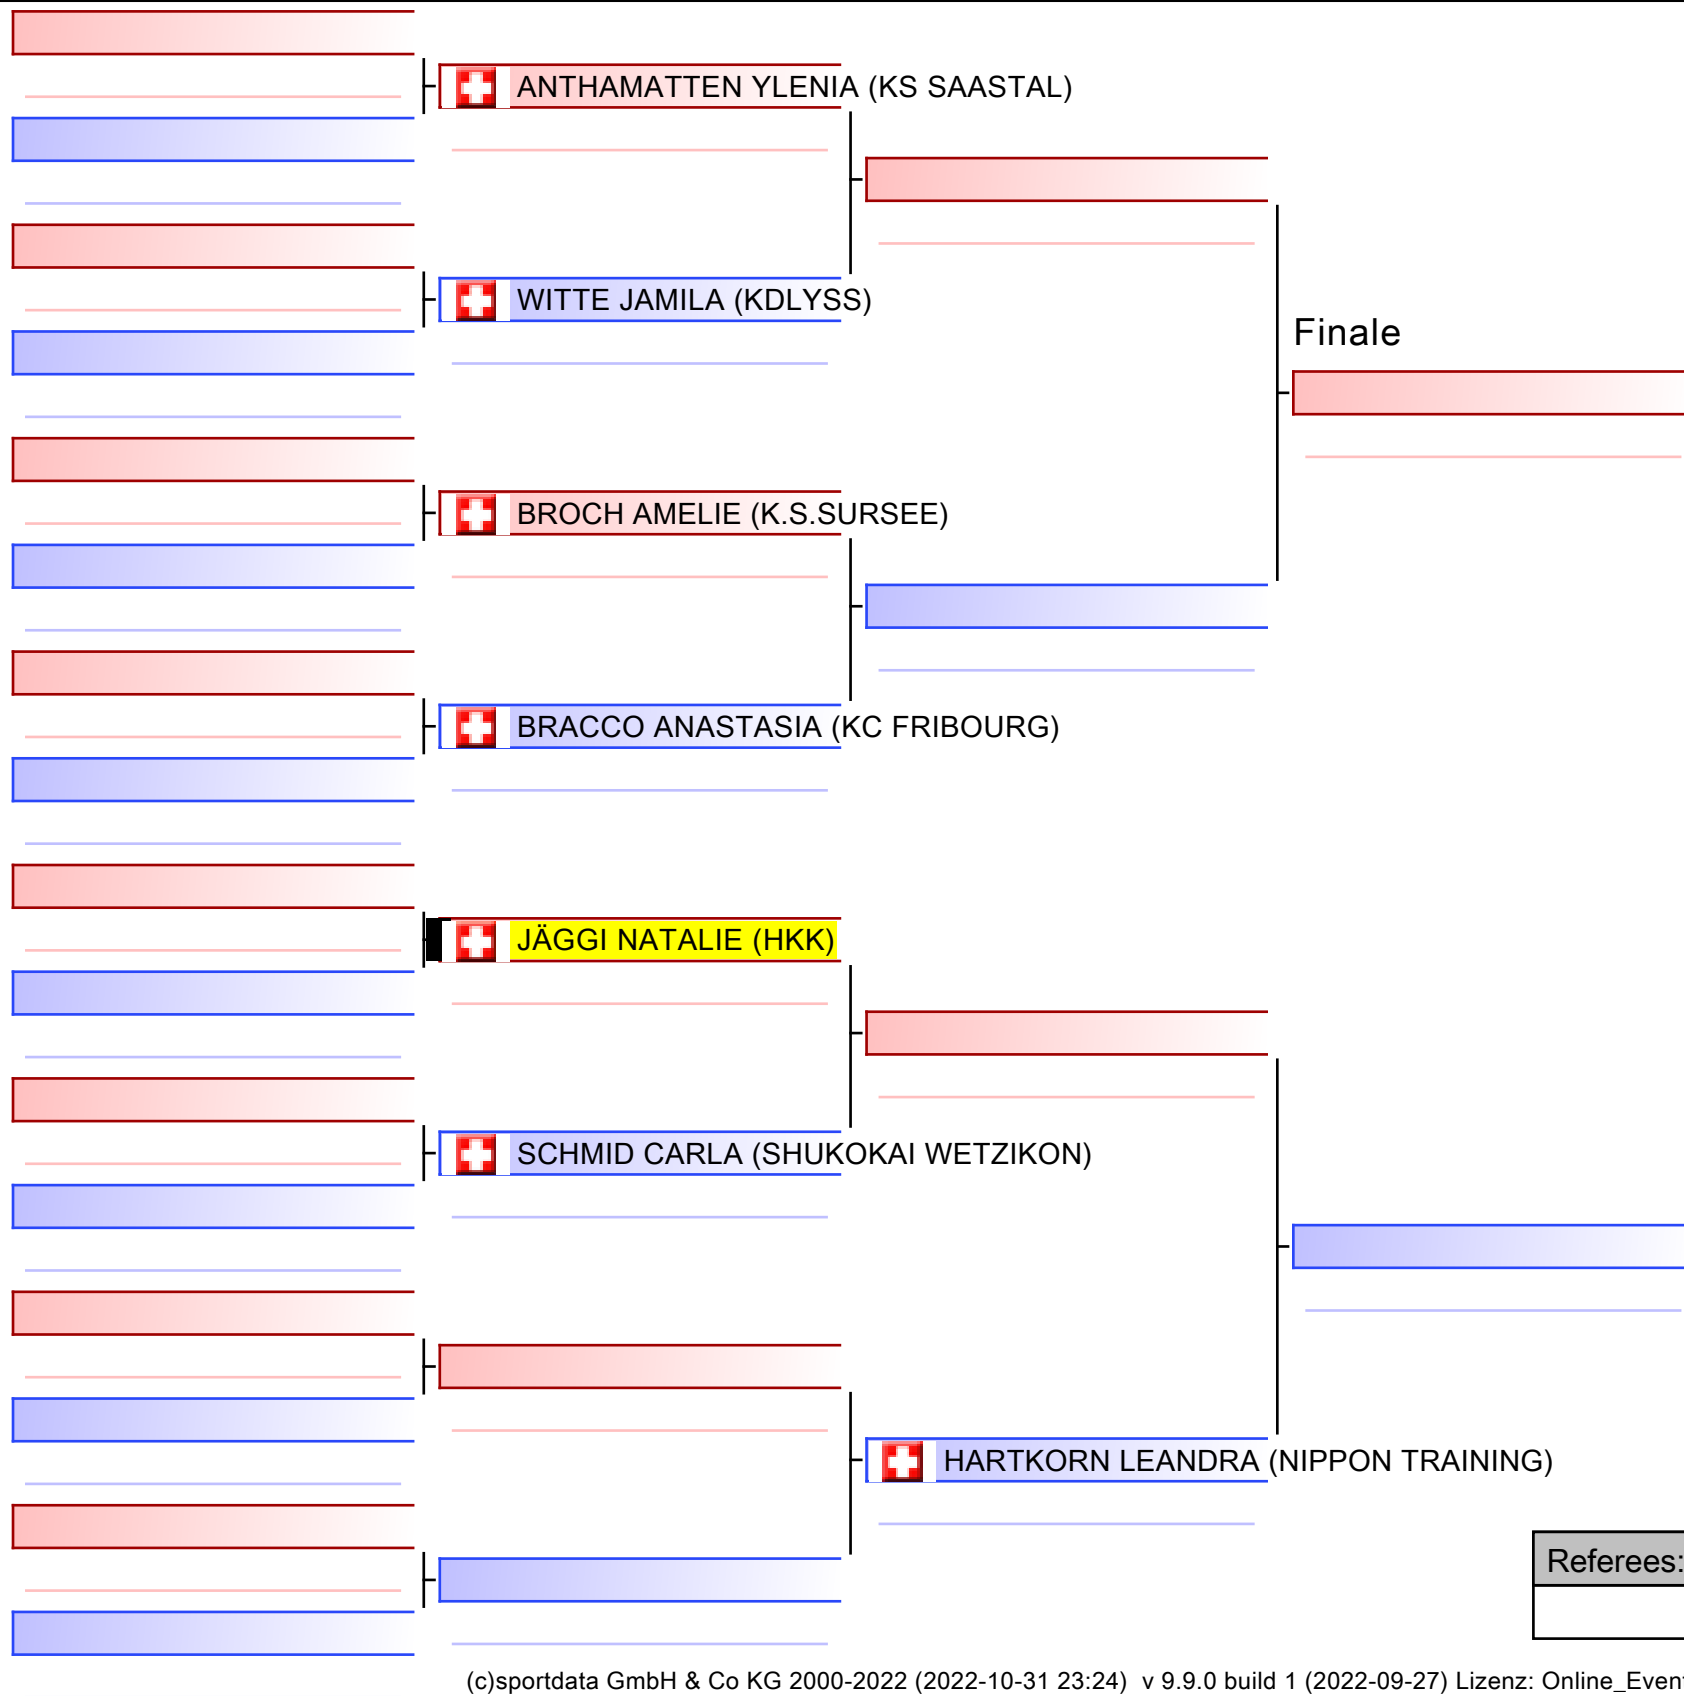 ANTHAMATTEN YLENIA (KS SAASTAL)
WITTE JAMILA (KDLYSS)
Finale
BROCH AMELIE (K.S.SURSEE)
BRACCO ANASTASIA (KC FRIBOURG)
JÄGGI NATALIE (HKK)
SCHMID CARLA (SHUKOKAI WETZIKON)
HARTKORN LEANDRA (NIPPON TRAINING)
Referees:
(c)sportdata GmbH & Co KG 2000-2022 (2022-10-31 23:24) v 9.9.0 build 1 (2022-09-27) Lizenz: Online_Event